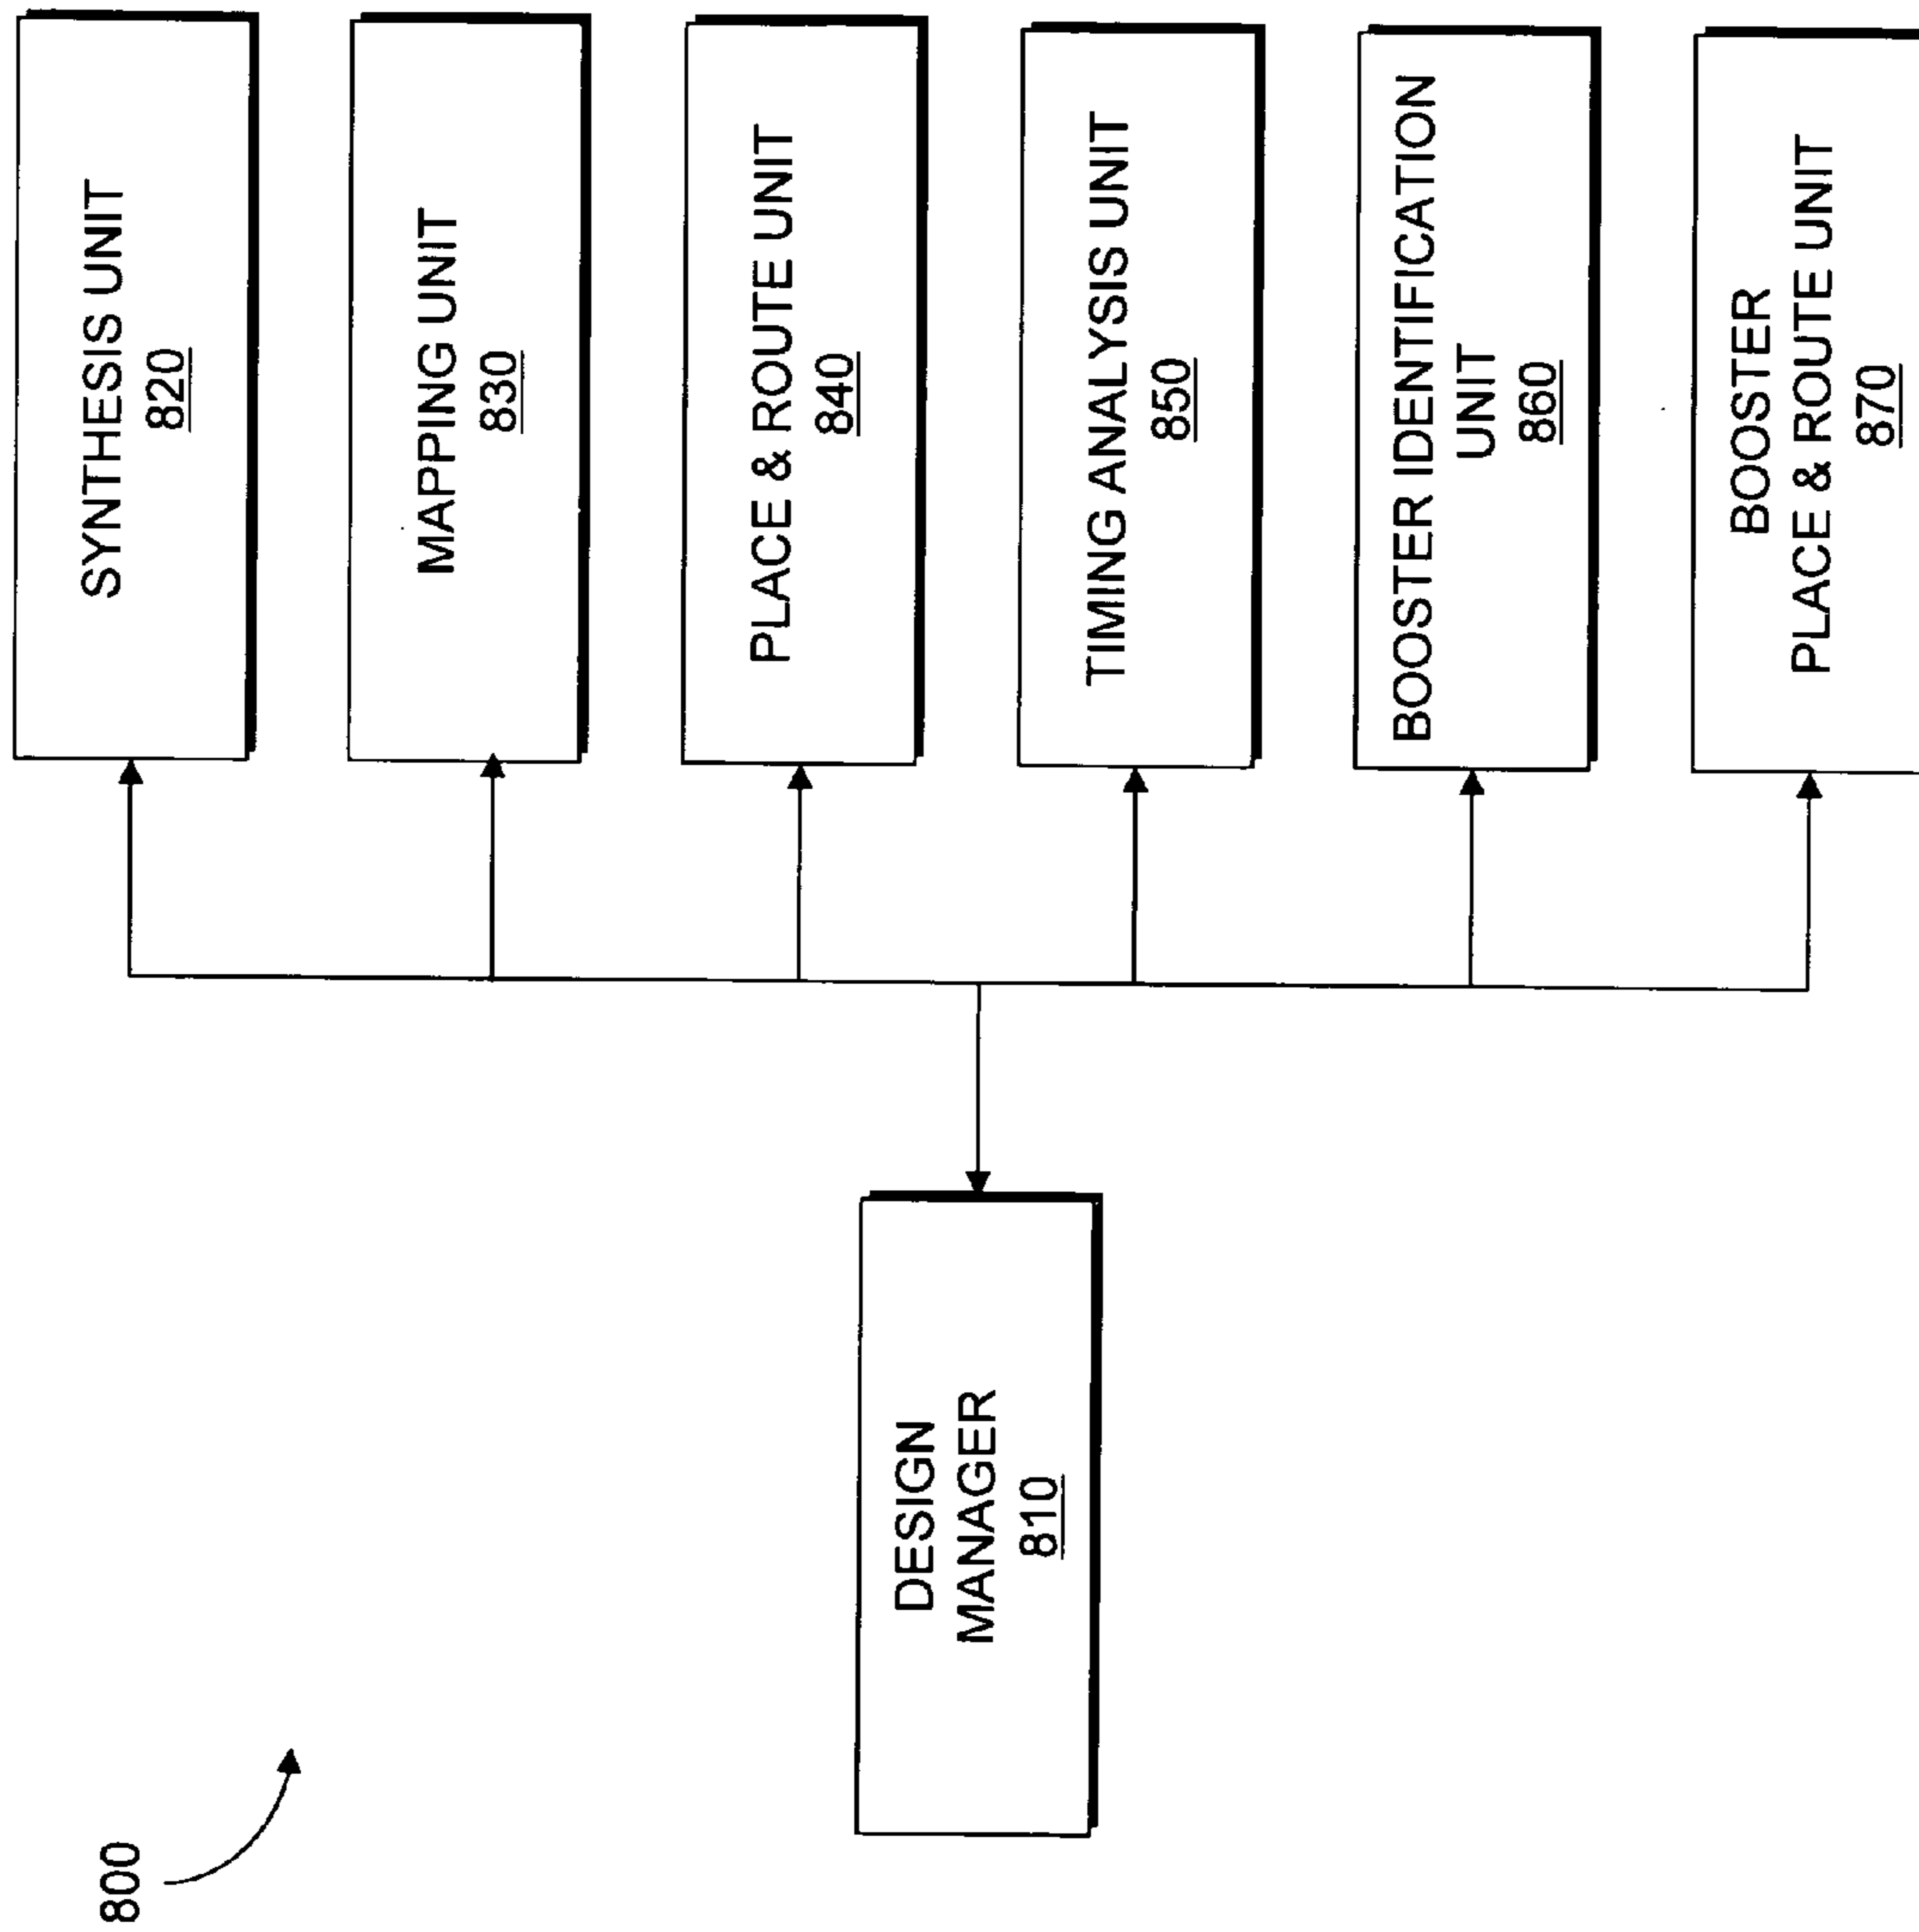 800
DESIGN
MANAGER
810
SYNTHESIS UNIT
820
MAPPING UNIT
830
PLACE & ROUTE UNIT
840
TIMING ANALYSIS UNIT
850
BOOSTER IDENTIFICATION
UNIT
860
BOOSTER
PLACE & ROUTE UNIT
870